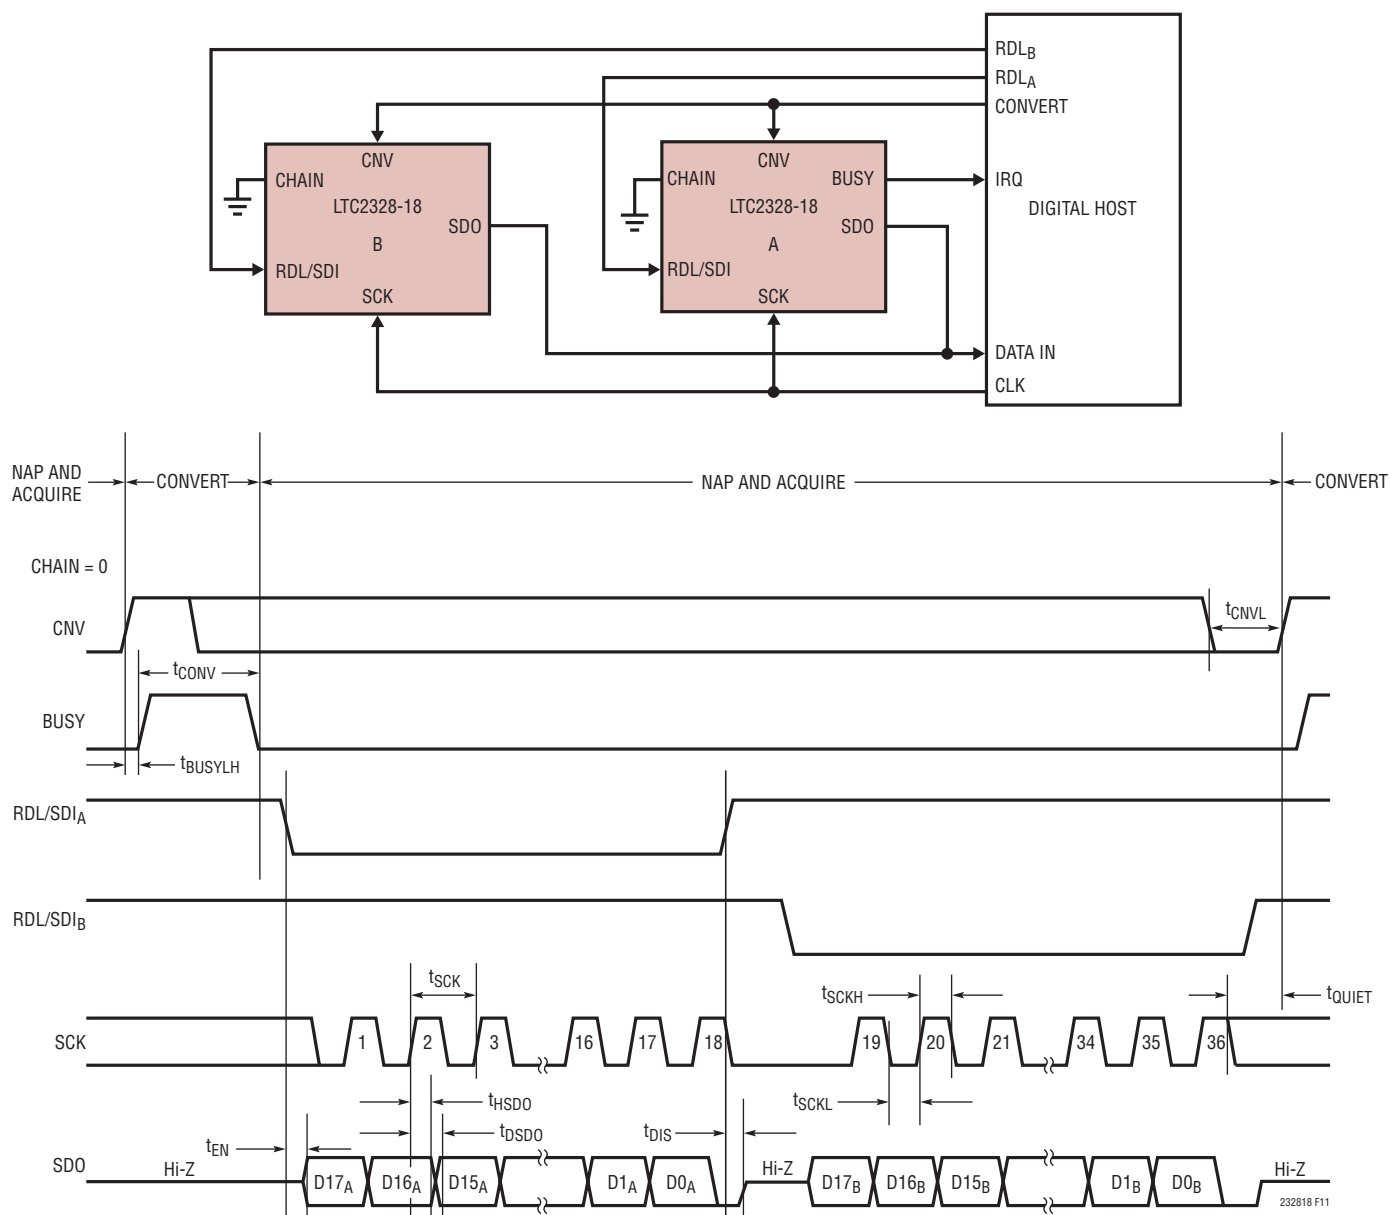 RDLB
RDLA
CONVERT
CNV
CNV
CHAIN
CHAIN
BUSY
IRQ
LTC2328-18
LTC2328-18
DIGITAL HOST
SDO
SDO
B
A
RDL/SDI
RDL/SDI
SCK
SCK
DATA IN
CLK
NAP AND
ACQUIRE
CONVERT
NAP AND ACQUIRE
CONVERT
CHAIN = 0
CNV
tCNVL
tCONV
BUSY
tBUSYLH
RDL/SDIA
RDL/SDIB
tSCK
tSCKH
tQUIET
SCK
1 2 3 16 17 18 19 20 21 34 35 36
tHSDO
tSCKL
tEN
tDSDO
tDIS
SDO
Hi-Z
D17A D16A D15A D1A D0A
Hi-Z
D17B D16B D15B D1B D0B
Hi-Z
232818 F11